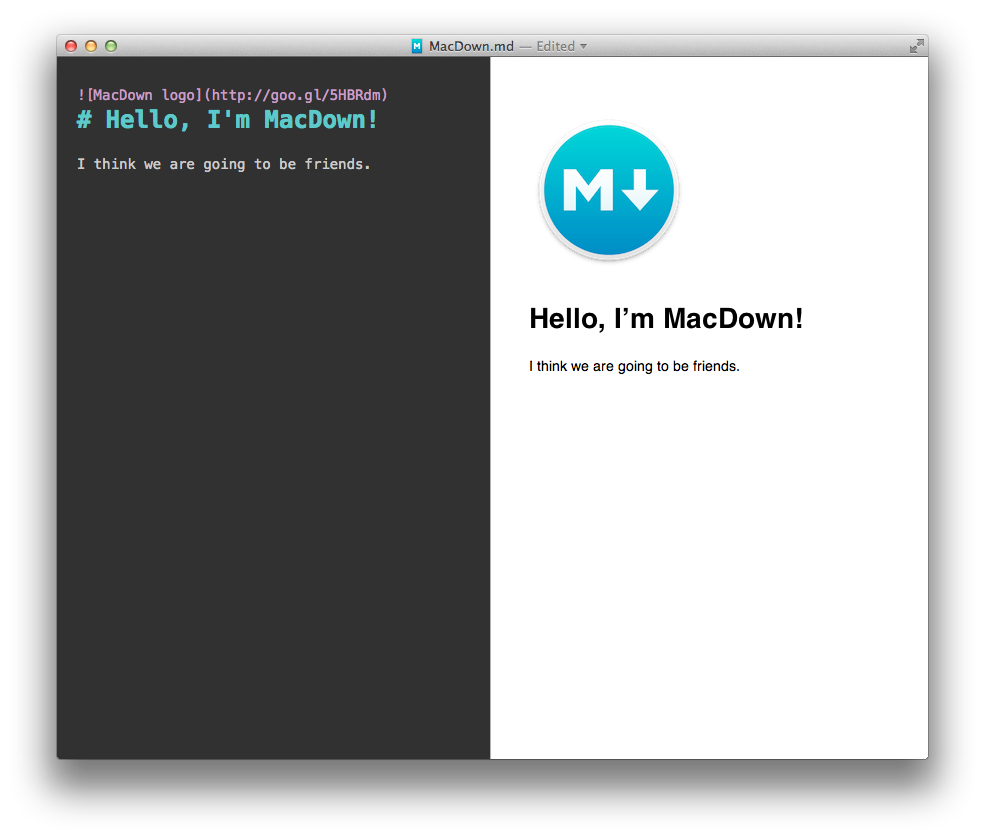 MacDown.md — Edited
![MacDown logo](http://goo.gl/5HBRdm)
# Hello, I'm MacDown!
I think we are going to be friends.
M
Hello, I’m MacDown!
I think we are going to be friends.